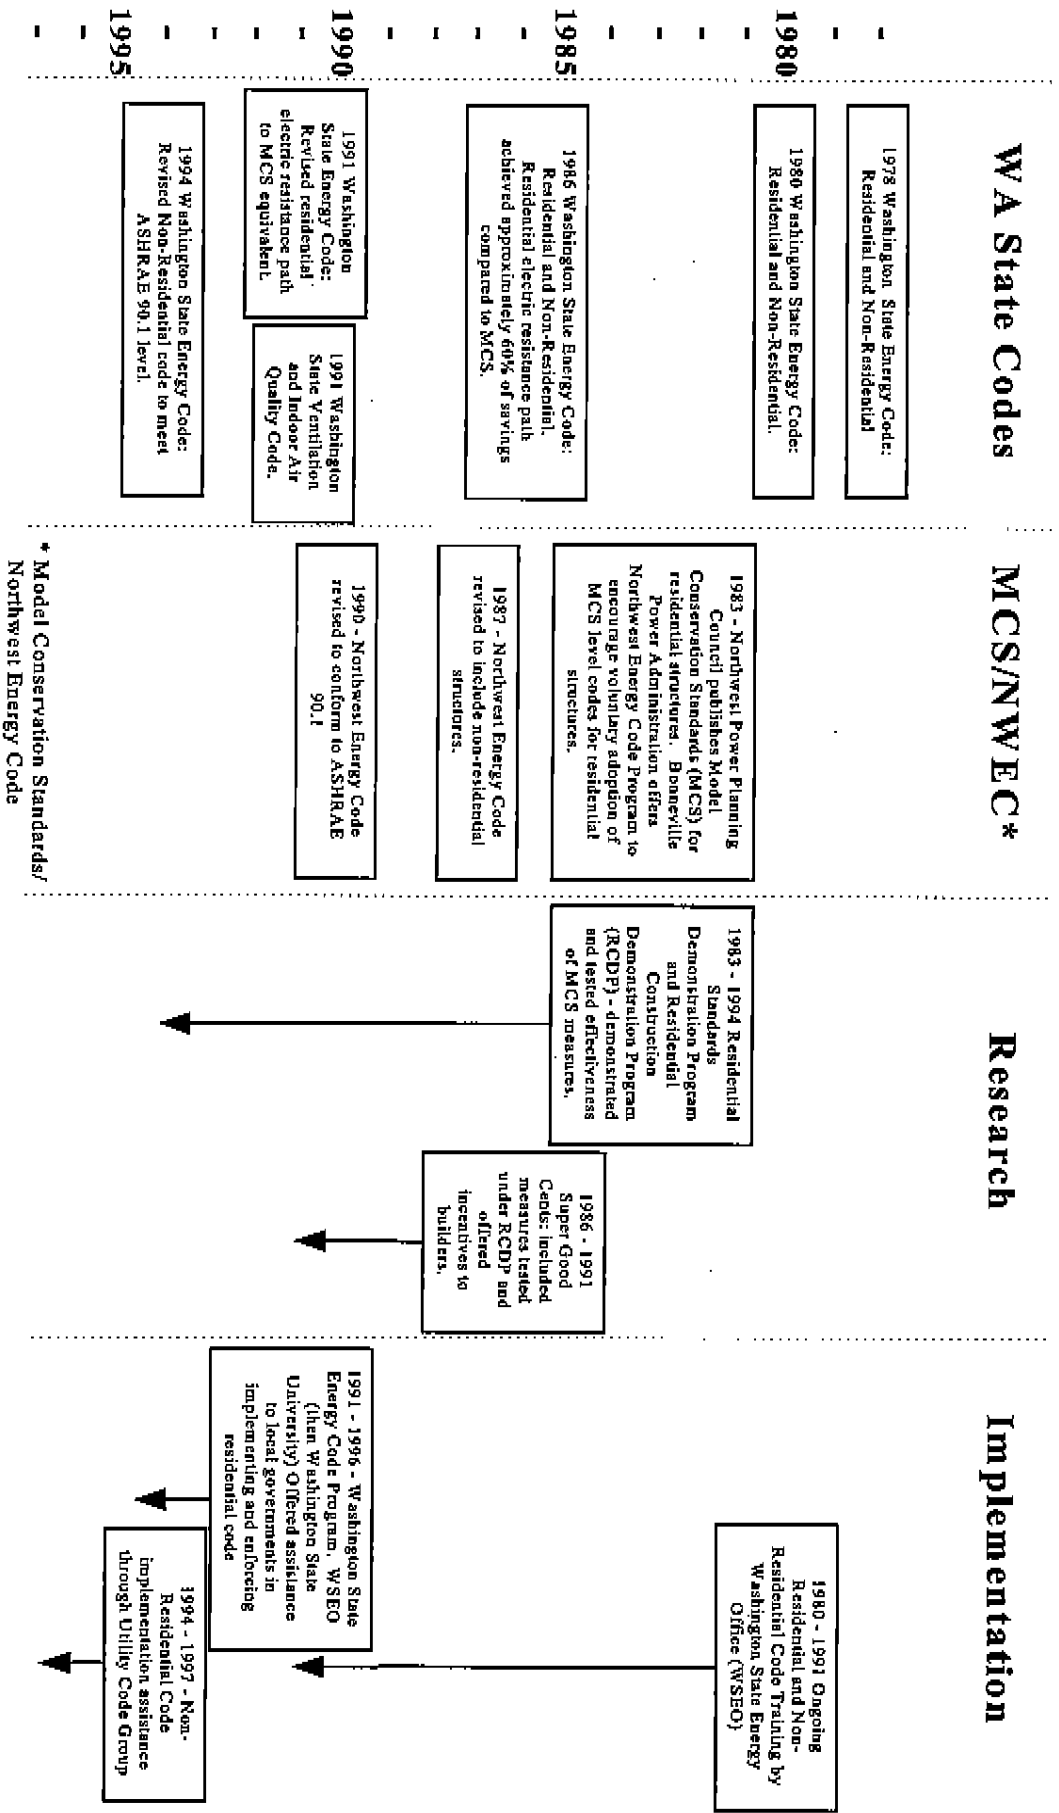 WA State Codes
MCS/NWEC*
Research
Implementation
1980
1985
1990
1995
1978 Washington State Energy Code:
Residential and Non-Residential
1980 Washington State Energy Code:
Residential and Non-Residential.
1986 Washington State Energy Code:
Residential and Non-Residential.
Residential electric resistance path
achieved approximately 60% of savings
compared to MCS.
1991 Washington
State Energy Code:
Revised residential
electric resistance path
to MCS equivalent.
1991 Washington
State Ventilation
and Indoor Air
Quality Code.
1994 Washington State Energy Code:
Revised Non-Residential code to meet
ASHRAE 90.1 level.
1983 - Northwest Power Planning
Council publishes Model
Conservation Standards (MCS) for
residential structures. Bonneville
Power Administration offers
Northwest Energy Code Program to
encourage voluntary adoption of
MCS level codes for residential
structures.
1987 - Northwest Energy Code
revised to include non-residential
structures.
1990 - Northwest Energy Code
revised to conform to ASHRAE
90.1
* Model Conservation Standards/
Northwest Energy Code
1983 - 1994 Residential
Standards
Demonstration Program
and Residential
Construction
Demonstration Program
(RCDP) - demonstrated
and tested effectiveness
of MCS measures.
1986 - 1991
Super Good
Cents: included
measures tested
under RCDP and
offered
incentives to
builders.
1980 - 1991 Ongoing
Residential and Non-
Residential Code Training by
Washington State Energy
Office (WSEO)
1991 - 1996 - Washington State
Energy Code Program, WSEO
(then Washington State
University) Offered assistance
to local governments in
implementing and enforcing
residential code
1994 - 1997 - Non-
Residential Code
implementation assistance
through Utility Code Group